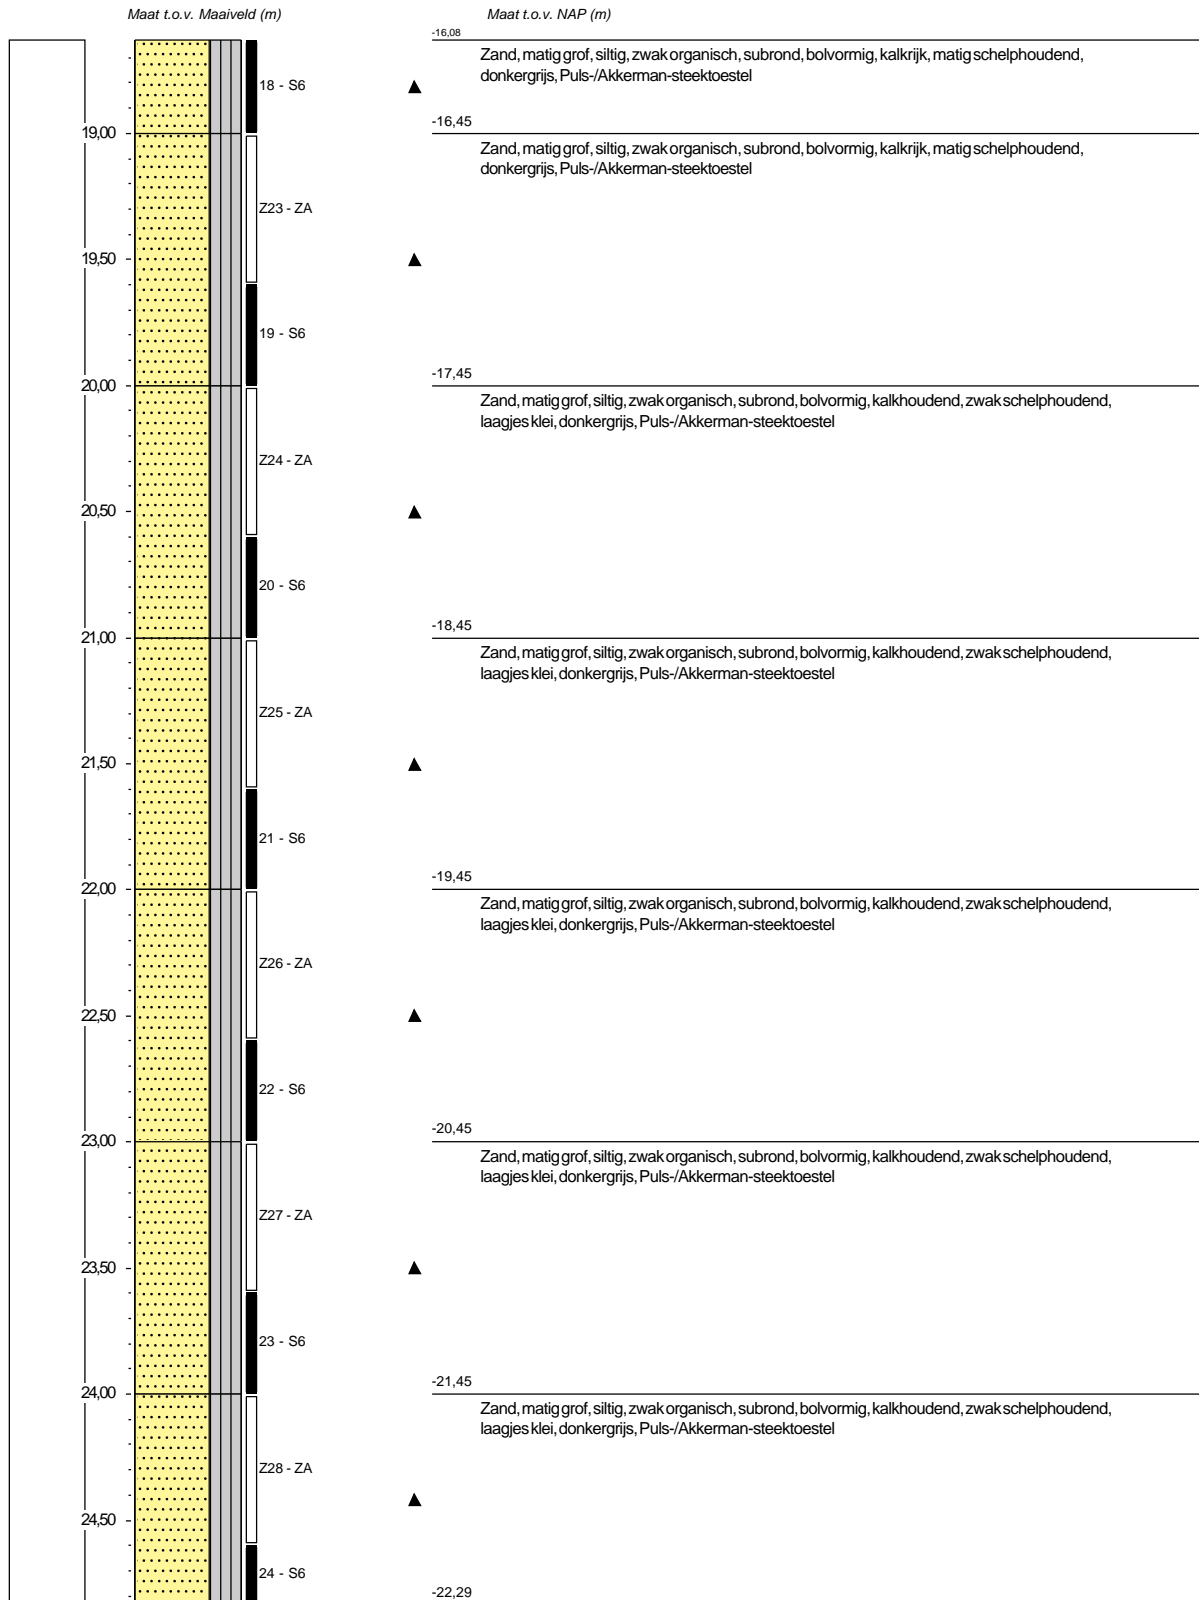 Maat t.o.v. Maaiveld (m)
Maat t.o.v. NAP (m)
-16,08
Zand, matig grof, siltig, zwak organisch, subrond, bolvormig, kalkrijk, matig schelphoudend,
donkergrijs, Puls-/Akkerman-steektoestel
18 - S6
19,00
-16,45
Zand, matig grof, siltig, zwak organisch, subrond, bolvormig, kalkrijk, matig schelphoudend,
donkergrijs, Puls-/Akkerman-steektoestel
Z23 - ZA
19,50
19 - S6
20,00
-17,45
Zand, matig grof, siltig, zwak organisch, subrond, bolvormig, kalkhoudend, zwak schelphoudend,
laagjes klei, donkergrijs, Puls-/Akkerman-steektoestel
Z24 - ZA
20,50
20 - S6
21,00
-18,45
Zand, matig grof, siltig, zwak organisch, subrond, bolvormig, kalkhoudend, zwak schelphoudend,
laagjes klei, donkergrijs, Puls-/Akkerman-steektoestel
Z25 - ZA
21,50
21 - S6
22,00
-19,45
Zand, matig grof, siltig, zwak organisch, subrond, bolvormig, kalkhoudend, zwak schelphoudend,
laagjes klei, donkergrijs, Puls-/Akkerman-steektoestel
Z26 - ZA
22,50
22 - S6
23,00
-20,45
Zand, matig grof, siltig, zwak organisch, subrond, bolvormig, kalkhoudend, zwak schelphoudend,
laagjes klei, donkergrijs, Puls-/Akkerman-steektoestel
Z27 - ZA
23,50
23 - S6
24,00
-21,45
Zand, matig grof, siltig, zwak organisch, subrond, bolvormig, kalkhoudend, zwak schelphoudend,
laagjes klei, donkergrijs, Puls-/Akkerman-steektoestel
Z28 - ZA
24,50
24 - S6
-22,29